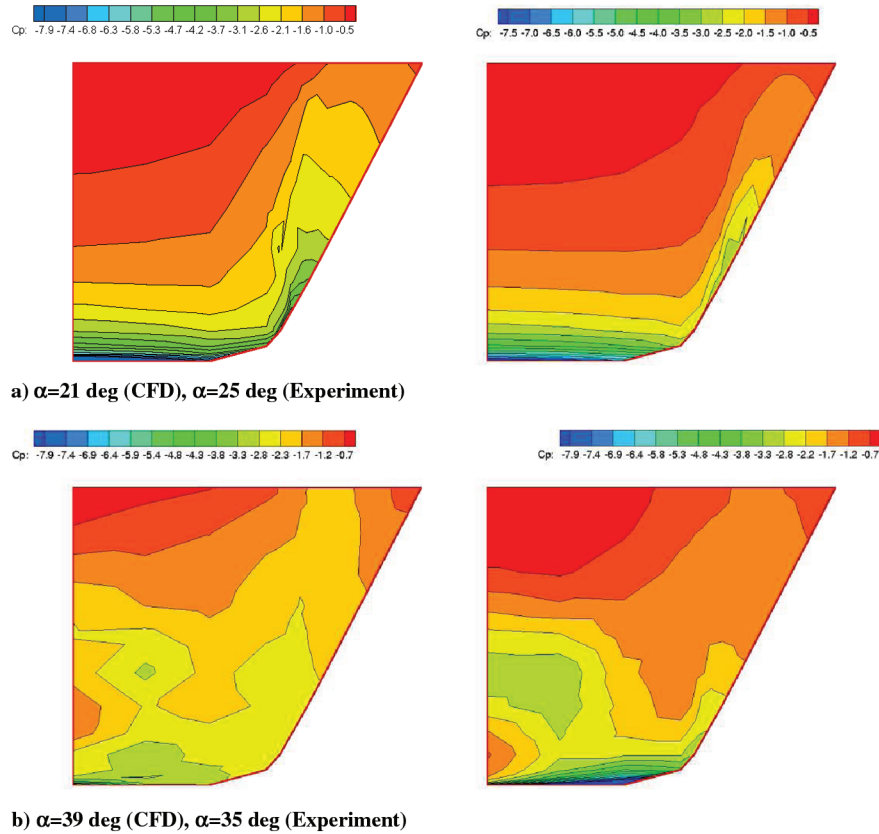 Cp: -7.9 -7.4 -6.8 -6.3 -5.8 -5.3 -4.7 -4.2 -3.7 -3.1 -2.6 -2.1 -1.6 -1.0 -0.5
Cp: -7.5 -7.0 -6.5 -6.0 -5.5 -5.0 -4.5 -4.0 -3.5 -3.0 -2.5 -2.0 -1.5 -1.0 -0.5
a) α=21 deg (CFD), α=25 deg (Experiment)
Cp: -7.9 -7.4 -6.9 -6.4 -5.9 -5.4 -4.8 -4.3 -3.8 -3.3 -2.8 -2.3 -1.7 -1.2 -0.7
Cp: -7.9 -7.4 -6.9 -6.4 -5.8 -5.3 -4.8 -4.3 -3.8 -3.3 -2.8 -2.2 -1.7 -1.2 -0.7
b) α=39 deg (CFD), α=35 deg (Experiment)